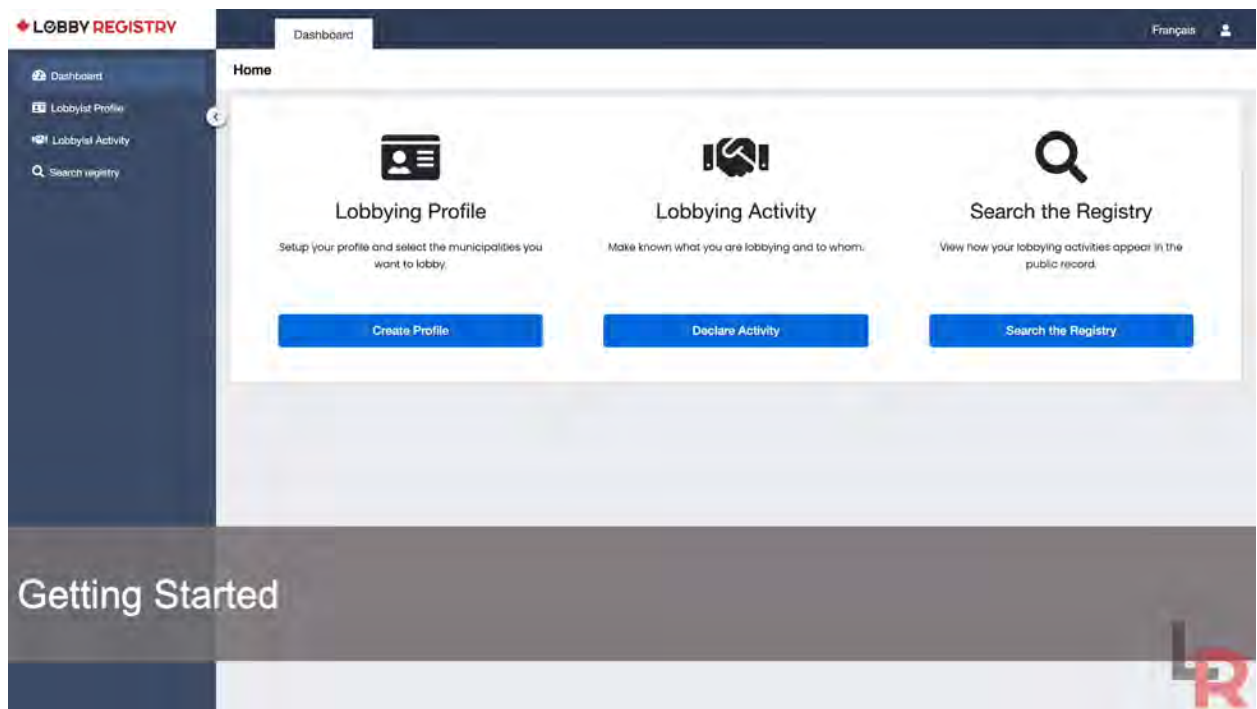 LOBBY REGISTRY
Dashboard
Français
Dashboard
Lobbyist Profile
Lobbyist Activity
Search registry
Home
Lobbying Profile
Setup your profile and select the municipalities you
want to lobby.
Create Profile
Lobbying Activity
Make known what you are lobbying and to whom.
Declare Activity
Search the Registry
View how your lobbying activities appear in the
public record.
Search the Registry
Getting Started
LR